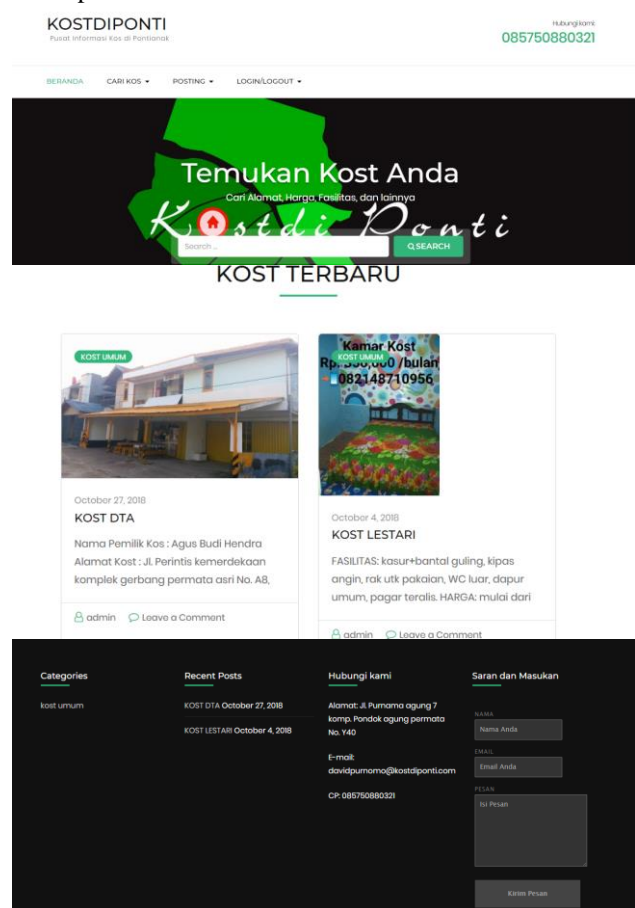 KOSTDIPONTI
Pusat Informasi Kos di Pontianak
Hubungi kami:
085750880321
BERANDA CARI KOS POSTING LOGIN/LOGOUT
Temukan Kost Anda
Cari Alamat, Harga, Fasilitas, dan lainnya
Kostdi Ponti
Search ...
SEARCH
KOST TERBARU
KOST UMUM
October 27, 2018
KOST DTA
Nama Pemilik Kos : Agus Budi Hendra
Alamat Kost : Jl. Perintis kemerdekaan
komplek gerbang permata asri No. A8,
admin Leave a Comment
Kamar Kost
KOST UMUM
/bulan
082148710956
October 4, 2018
KOST LESTARI
FASILITAS: kasur+bantal guling, kipas
angin, rak utk pakaian, WC luar, dapur
umum, pagar teralis. HARGA: mulai dari
admin Leave a Comment
Categories
kost umum
Recent Posts
KOST DTA October 27, 2018
KOST LESTARI October 4, 2018
Hubungi kami
Alamat: Jl. Purnama agung 7
komp. Pondok agung permata
No. Y40
E-mail:
davidpurnomo@kostdiponti.com
CP: 085750880321
Saran dan Masukan
NAMA
Nama Anda
EMAIL
Email Anda
PESAN
Isi Pesan
Kirim Pesan